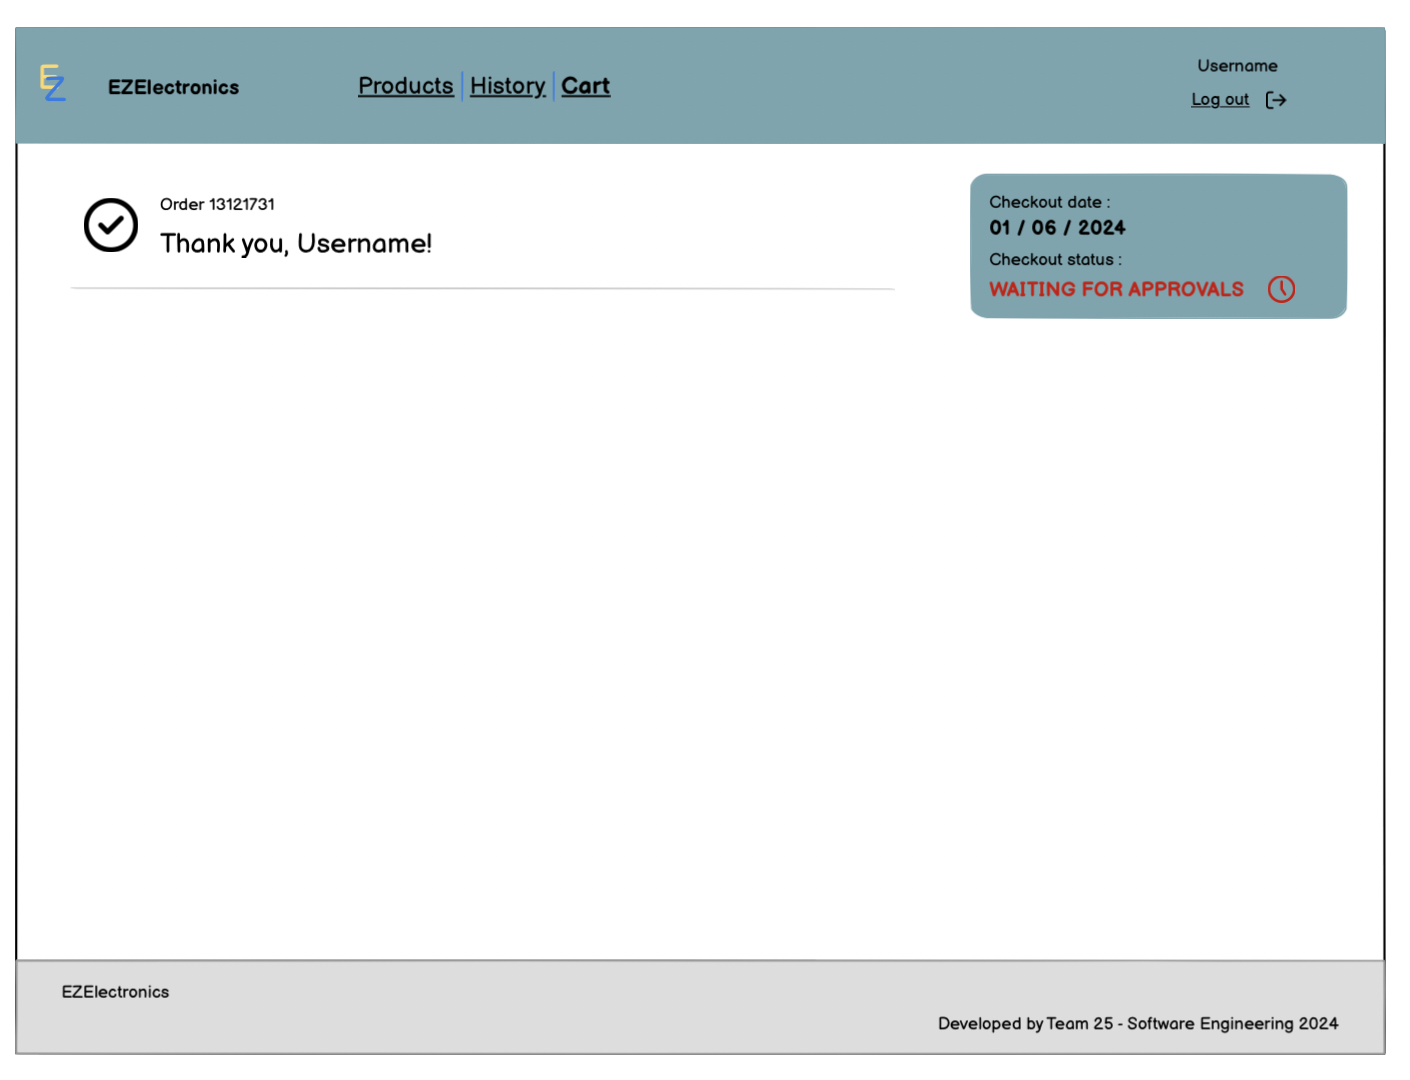 EZ
EZElectronics
Products History Cart
Username
Log out
Order 13121731
Thank you, Username!
Checkout date :
01 / 06 / 2024
Checkout status :
WAITING FOR APPROVALS
EZElectronics
Developed by Team 25 - Software Engineering 2024